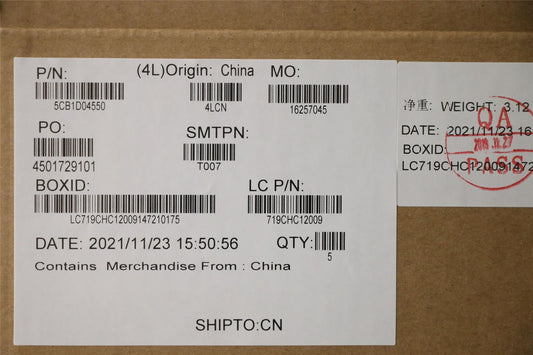 P/N:
(4L)Origin: China
MO:
5CB1D04550
4LCN
16257045
PO:
SMTPN:
4501729101
T007
BOXID:
LC P/N:
LC719CHC12009147210175
719CHC12009
DATE: 2021/11/23 15:50:56
QTY:
5
Contains Merchandise From : China
SHIPTO:CN
净重: WEIGHT: 3.12
DATE: 2021/11/23 16
BOXID:
LC719CHC120091472
QA
PASS